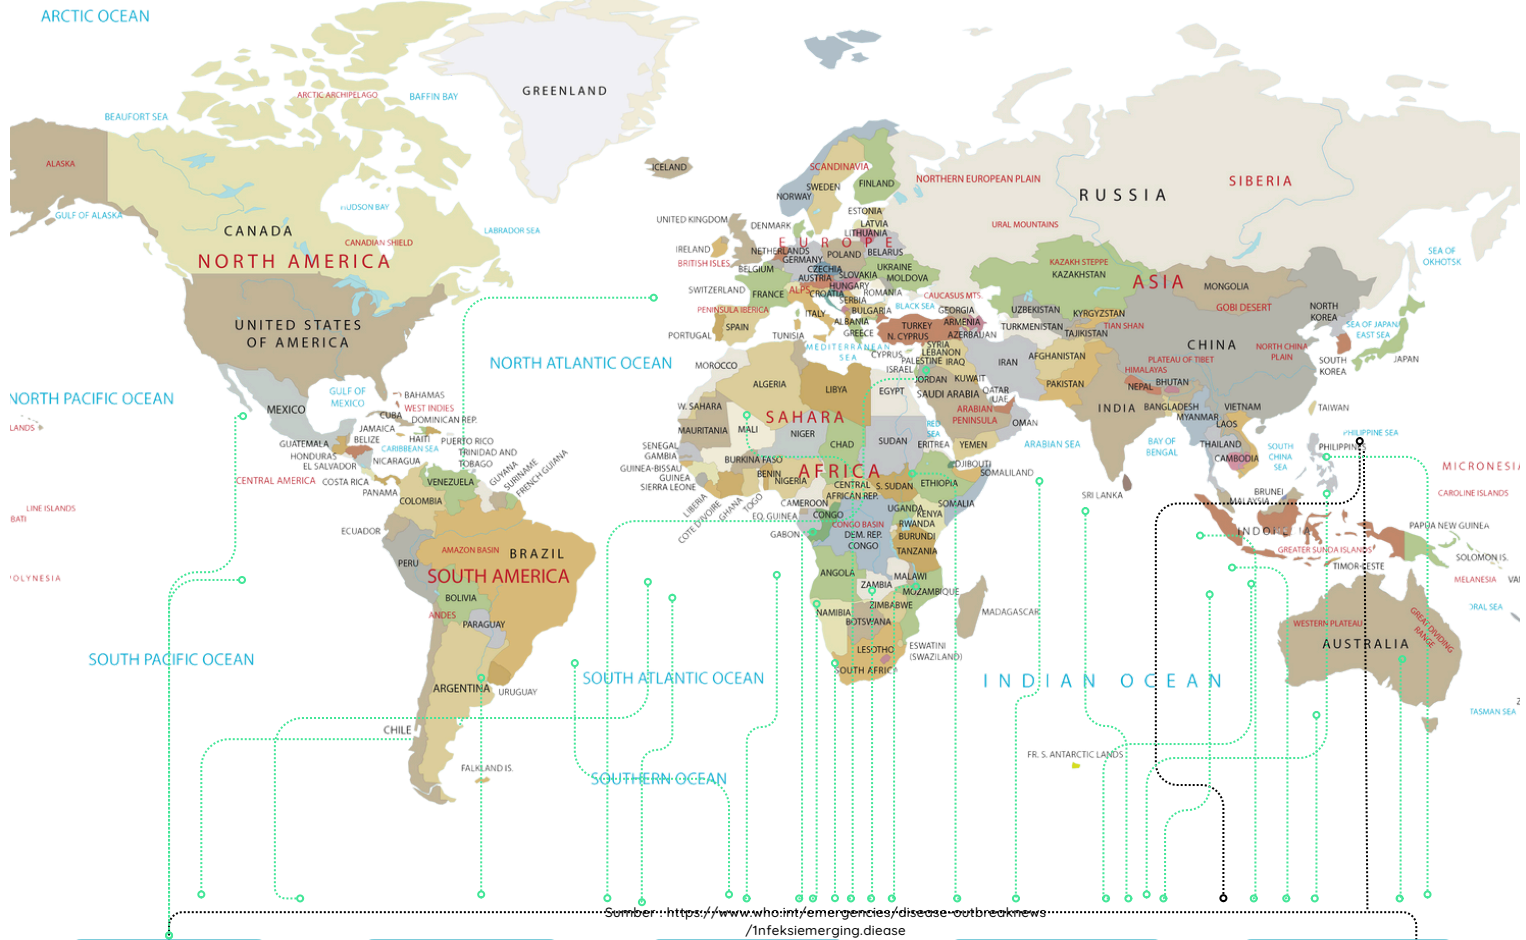 ARCTIC OCEAN
GREENLAND
ARCTIC ARCHIPELAGO
BAFFIN BAY
BEAUFORT SEA
ALASKA
ICELAND
SCANDINAVIA
NORTHERN EUROPEAN PLAIN
SIBERIA
RUSSIA
SWEDEN
FINLAND
NORWAY
HUDSON BAY
GULF OF ALASKA
ESTONIA
UNITED KINGDOM
LATVIA
DENMARK
LITHUANIA
URAL MOUNTAINS
CANADA
LABRADOR SEA
CANADIAN SHIELD
EUROPE
IRELAND
NETHERLANDS
POLAND
BELARUS
SEA OF
OKHOTSK
NORTH AMERICA
BRITISH ISLES
GERMANY
BELGIUM
CZECHIA
UKRAINE
KAZAKH STEPPE
KAZAKHSTAN
AUSTRIA
SLOVAKIA
MOLDOVA
ASIA
SWITZERLAND
FRANCE
ALPS
HUNGARY
CROATIA
ROMANIA
SERBIA
CAUCASUS MTS.
MONGOLIA
GOBI DESERT
NORTH
KOREA
BLACK SEA
GEORGIA
UZBEKISTAN
KYRGYZSTAN
PENINSULA IBERICA
ITALY
BULGARIA
ALBANIA
UNITED STATES
OF AMERICA
SPAIN
PORTUGAL
TUNISIA
GREECE
TURKEY
N. CYPRUS
ARMENIA
AZERBAIJAN
TURKMENISTAN
TIAN SHAN
TAJIKISTAN
SEA OF JAPAN/
EAST SEA
CHINA
NORTH CHINA
PLAIN
MEDITERRANEAN
SEA
CYPRUS
SYRIA
LEBANON
PALESTINE
IRAQ
ISRAEL
IRAN
AFGHANISTAN
PLATEAU OF TIBET
HIMALAYAS
SOUTH
KOREA
JAPAN
NORTH ATLANTIC OCEAN
MOROCCO
ALGERIA
LIBYA
EGYPT
JORDAN
KUWAIT
SAUDI ARABIA
QATAR
UAE
PAKISTAN
NEPAL
BHUTAN
NORTH PACIFIC OCEAN
GULF OF
MEXICO
BAHAMAS
MEXICO
WEST INDIES
CUBA
DOMINICAN REP.
JAMAICA
W. SAHARA
SAHARA
ARABIAN
PENINSULA
INDIA
BANGLADESH
MYANMAR
VIETNAM
LAOS
TAIWAN
LANDS
BELIZE
GUATEMALA
HONDURAS
EL SALVADOR
HAITI
PUERTO RICO
CARIBBEAN SEA
TRINIDAD AND
TOBAGO
NICARAGUA
MAURITANIA
MALI
NIGER
CHAD
SUDAN
RED
SEA
ERITREA
YEMEN
OMAN
ARABIAN SEA
BAY OF
BENGAL
THAILAND
CAMBODIA
SOUTH
CHINA
SEA
PHILIPPINE SEA
SENEGAL
GAMBIA
GUINEA-BISSAU
GUINEA
SIERRA LEONE
BURKINA FASO
BENIN
NIGERIA
AFRICA
DJIBOUTI
SOMALILAND
MICRONESIA
CENTRAL AMERICA
COSTA RICA
PANAMA
VENEZUELA
GUYANA
SURINAME
FRENCH GUIANA
COLOMBIA
LIBERIA
COTE D'IVOIRE
GHANA
TOGO
CENTRAL
AFRICAN REP.
S. SUDAN
ETHIOPIA
SOMALIA
SRI LANKA
BRUNEI
MALAYSIA
CAROLINE ISLANDS
LINE ISLANDS
BATI
ECUADOR
CAMEROON
EQ. GUINEA
GABON
CONGO
CONGO BASIN
DEM. REP.
CONGO
UGANDA
KENYA
RWANDA
BURUNDI
TANZANIA
GREATER SUNDA ISLANDS
PAPUA NEW GUINEA
SOLOMON IS.
AMAZON BASIN
BRAZIL
PERU
SOUTH AMERICA
OLYNESIA
ANGOLA
ZAMBIA
MALAWI
MOZAMBIQUE
TIMOR-LESTE
MELANESIA
BOLIVIA
ANDES
PARAGUAY
NAMIBIA
ZIMBABWE
BOTSWANA
MADAGASCAR
WESTERN PLATEAU
GREAT DIVIDING
RANGE
AUSTRALIA
LESOTHO
ESWATINI
(SWAZILAND)
SOUTH AFRICA
SOUTH PACIFIC OCEAN
SOUTH ATLANTIC OCEAN
INDIAN OCEAN
ARGENTINA
URUGUAY
TASMAN SEA
CHILE
FR. S. ANTARCTIC LANDS
FALKLAND IS.
SOUTHERN OCEAN
Sumber : https://www.who.int/emergencies/disease-outbreaknews
/1nfeksiemerging.diease